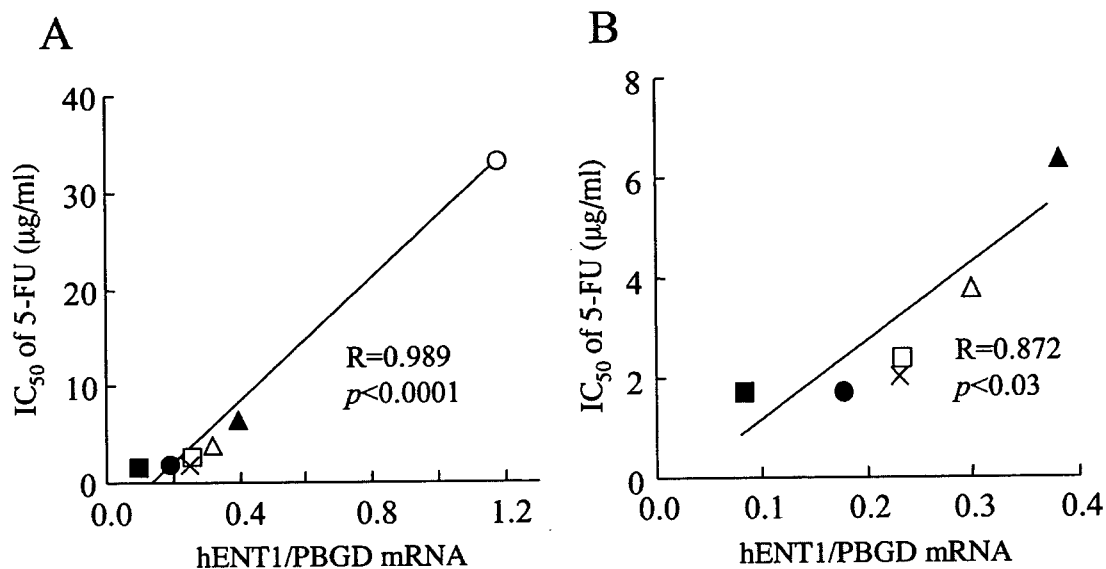 A
IC50 of 5-FU (μg/ml)
40
30
20
10
0
R=0.989
p<0.0001
0.0
0.4
0.8
1.2
hENT1/PBGD mRNA
B
IC50 of 5-FU (μg/ml)
8
6
4
2
0
R=0.872
p<0.03
0.0
0.1
0.2
0.3
0.4
hENT1/PBGD mRNA